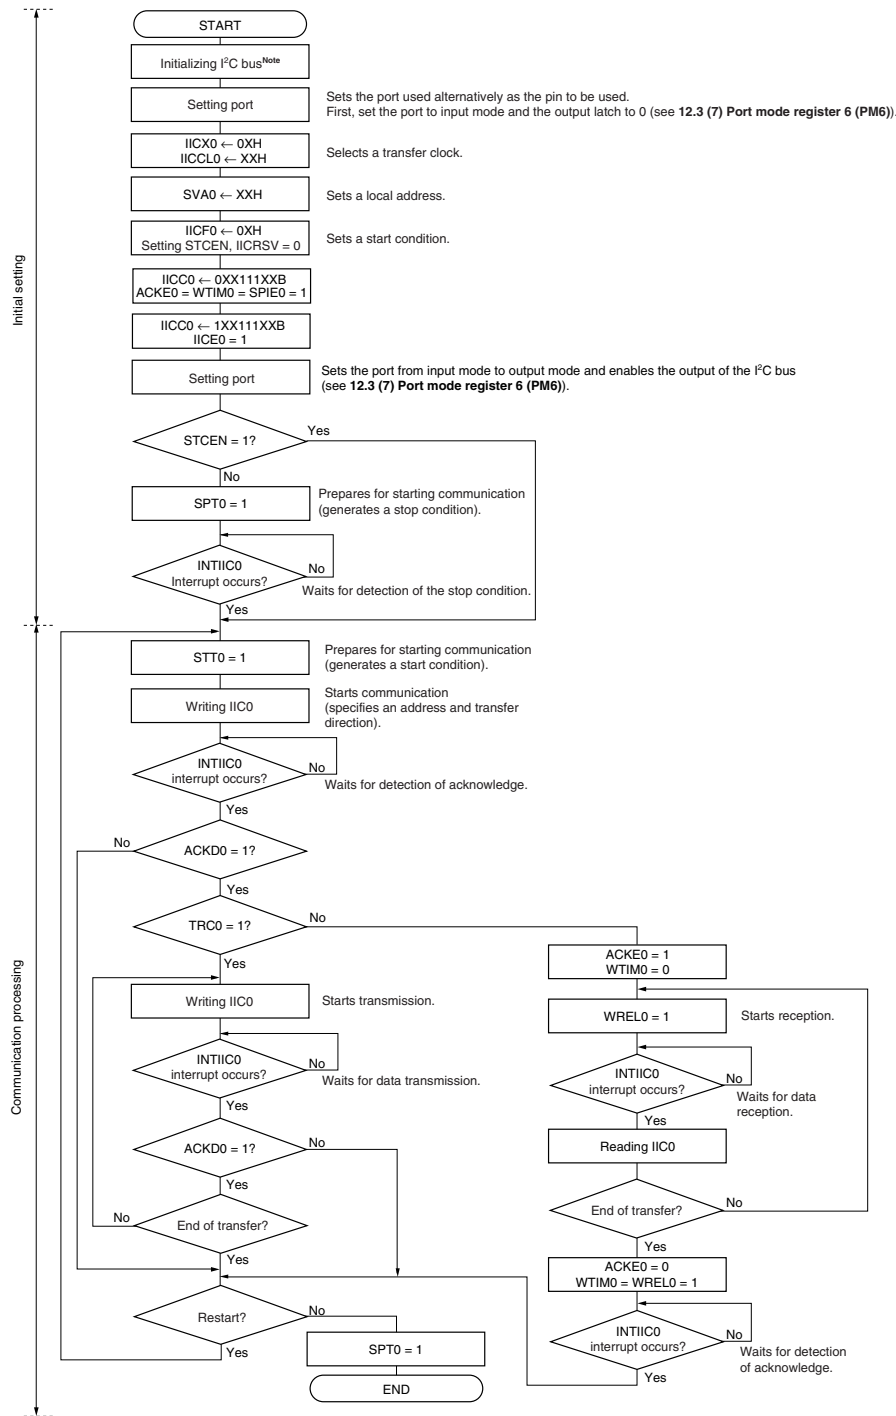 START
Initializing I²C busNote
Setting port
Sets the port used alternatively as the pin to be used.
First, set the port to input mode and the output latch to 0 (see 12.3 (7) Port mode register 6 (PM6)).
IICX0 ← 0XH
IICCL0 ← XXH
Selects a transfer clock.
SVA0 ← XXH
Sets a local address.
IICF0 ← 0XH
Setting STCEN, IICRSV = 0
Sets a start condition.
Initial setting
IICC0 ← 0XX111XXB
ACKE0 = WTIM0 = SPIE0 = 1
IICC0 ← 1XX111XXB
IICE0 = 1
Setting port
Sets the port from input mode to output mode and enables the output of the I²C bus
(see 12.3 (7) Port mode register 6 (PM6)).
STCEN = 1?
Yes
No
SPT0 = 1
Prepares for starting communication
(generates a stop condition).
INTIIC0
Interrupt occurs?
No
Waits for detection of the stop condition.
Yes
STT0 = 1
Prepares for starting communication
(generates a start condition).
Writing IIC0
Starts communication
(specifies an address and transfer
direction).
INTIIC0
interrupt occurs?
No
Waits for detection of acknowledge.
Yes
No
ACKD0 = 1?
Yes
TRC0 = 1?
No
Yes
Communication processing
Writing IIC0
Starts transmission.
INTIIC0
interrupt occurs?
No
Waits for data transmission.
Yes
ACKD0 = 1?
No
Yes
No
End of transfer?
Yes
Restart?
No
Yes
SPT0 = 1
END
ACKE0 = 1
WTIM0 = 0
WREL0 = 1
Starts reception.
INTIIC0
interrupt occurs?
No
Waits for data
reception.
Yes
Reading IIC0
End of transfer?
No
Yes
ACKE0 = 0
WTIM0 = WREL0 = 1
INTIIC0
interrupt occurs?
No
Waits for detection
of acknowledge.
Yes